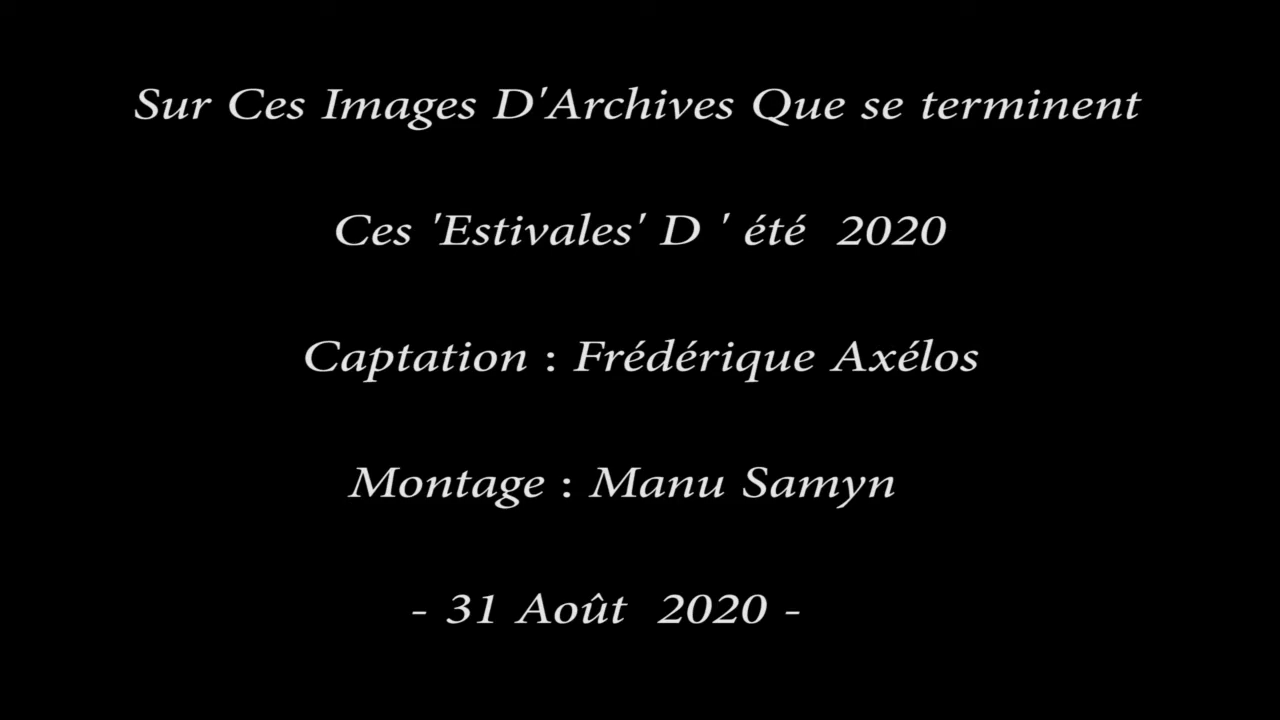 Sur Ces Images D'Archives Que se terminent
Ces 'Estivales' D ' été  2020
Captation : Frédérique Axélos
Montage : Manu Samyn
- 31 Août  2020 -